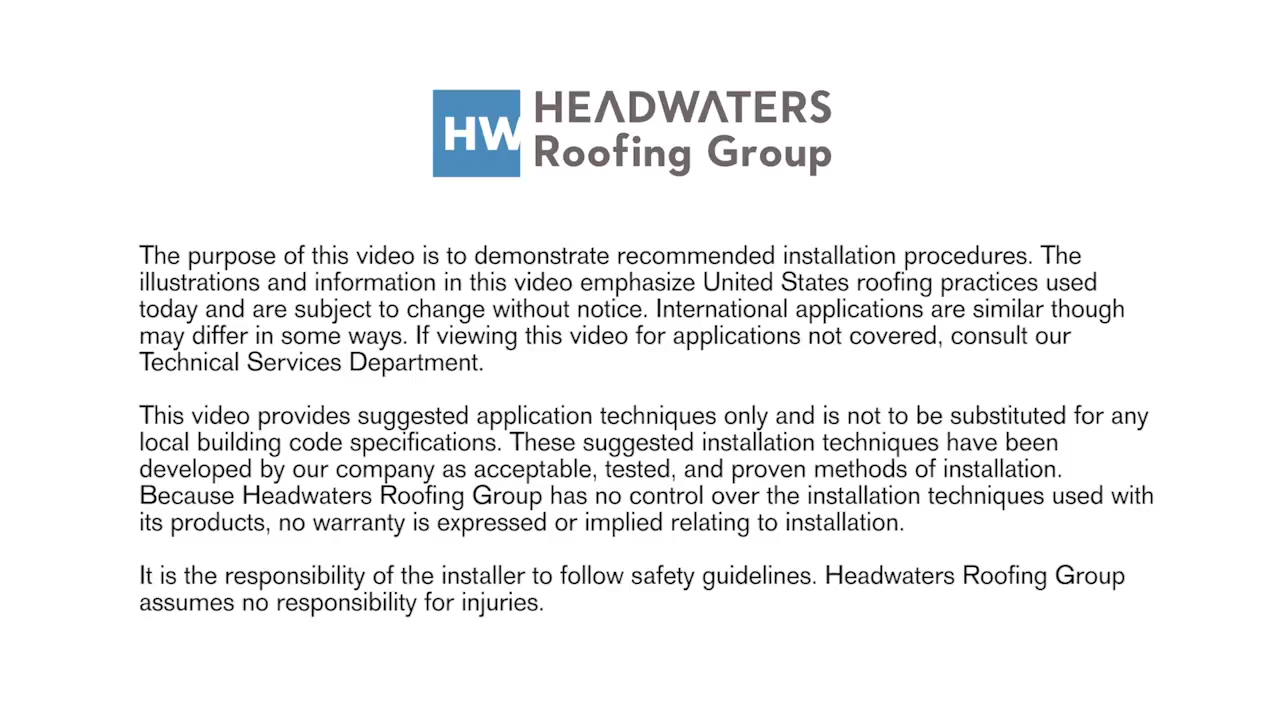 HW
HEADWATERS
Roofing Group
The purpose of this video is to demonstrate recommended installation procedures. The
illustrations and information in this video emphasize United States roofing practices used
today and are subject to change without notice. International applications are similar though
may differ in some ways. If viewing this video for applications not covered, consult our
Technical Services Department.
This video provides suggested application techniques only and is not to be substituted for any
local building code specifications. These suggested installation techniques have been
developed by our company as acceptable, tested, and proven methods of installation.
Because Headwaters Roofing Group has no control over the installation techniques used with
its products, no warranty is expressed or implied relating to installation.
It is the responsibility of the installer to follow safety guidelines. Headwaters Roofing Group
assumes no responsibility for injuries.